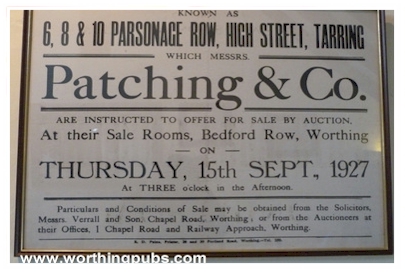 KNOWN AS
6, 8 & 10 PARSONAGE ROW, HIGH STREET, TARRING
WHICH MESSRS.
Patching & Co.
ARE INSTRUCTED TO OFFER FOR SALE BY AUCTION,
At their Sale Rooms, Bedford Row, Worthing
— ON —
THURSDAY, 15th SEPT., 1927
At THREE o'clock in the Afternoon.
Particulars and Conditions of Sale may be obtained from the Solicitors,
Messrs. Verrall and Son, Chapel Road, Worthing, or from the Auctioneers at
their Offices, 1 Chapel Road and Railway Approach, Worthing.
Printer, Road, Worthing
www.worthingpubs.com